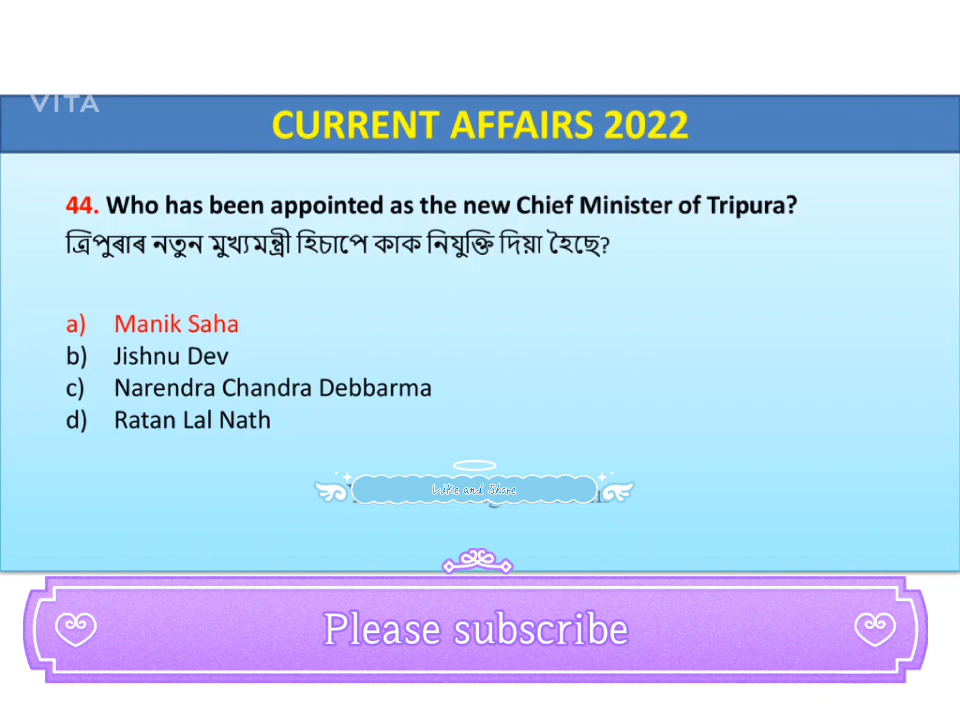 VITA
CURRENT AFFAIRS 2022
44. Who has been appointed as the new Chief Minister of Tripura?
ত্ৰিপুৰাৰ নতুন মুখ্যমন্ত্ৰী হিচাপে কাক নিযুক্তি দিয়া হৈছে?
a) Manik Saha
b) Jishnu Dev
c) Narendra Chandra Debbarma
d) Ratan Lal Nath
Like and Share
Please subscribe